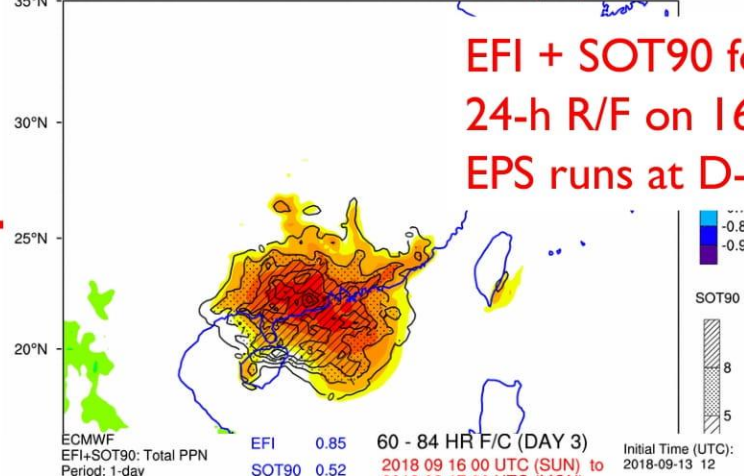 35°N
EFI + SOT90
24-h R/F on
EPS runs at
30°N
25°N
-0.8
-0.9
SOT90
20°N
8
5
ECMWF
EFI+SOT90: Total PPN
Period: 1-day
EFI 0.85
SOT90 0.52
60 - 84 HR F/C (DAY 3)
2018 09 16 00 UTC (SUN) to
Initial Time (UTC):
2018-09-13 12